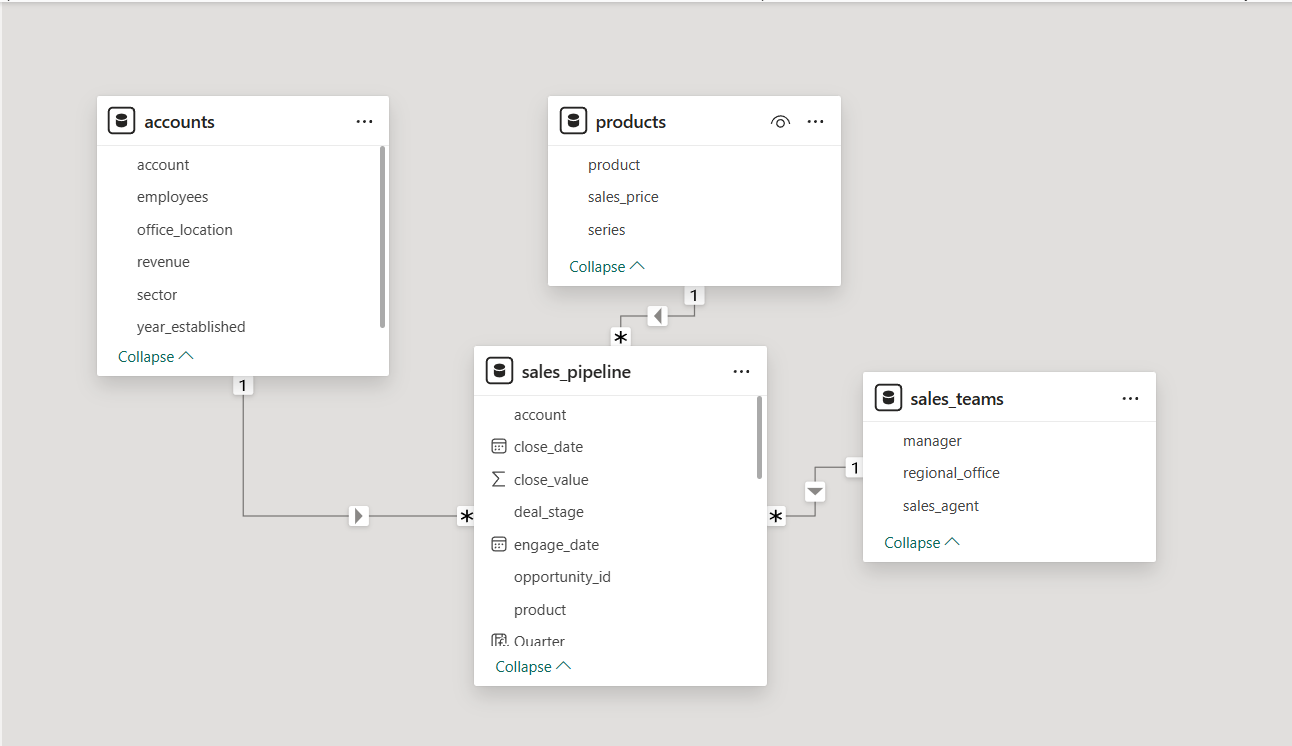 accounts
account
employees
office_location
revenue
sector
year_established
Collapse
1
products
product
sales_price
series
Collapse
1
*
sales_pipeline
account
close_date
close_value
deal_stage
engage_date
opportunity_id
product
Quarter
Collapse
*
*
1
sales_teams
manager
regional_office
sales_agent
Collapse